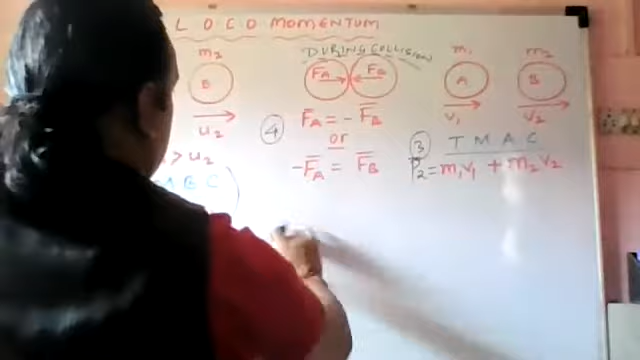 L O C O MOMENTUM
m2
B
u2
> u2
DURING COLLISION
FA FB
④ FA = - FB
or
-FA = FB
m1 m2
A B
v1 v2
③ T M A C
P2 = m1v1 + m2v2